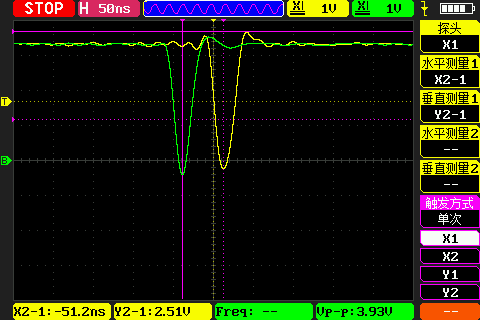 STOP H 50ns X1 1V X1 1V
探头
X1
水平测量1
X2-1
垂直测量1
Y2-1
水平测量2
--
垂直测量2
--
触发方式
单次
X1
X2
Y1
Y2
T
B
X2-1:-51.2ns Y2-1:2.51V Freq: -- Vp-p:3.93V --